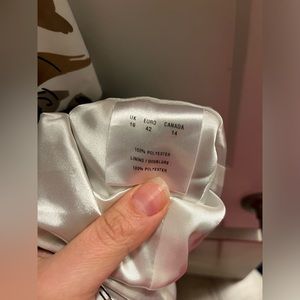 UK EURO CANADA
16 42 14
100% POLYESTER
LINING / DOUBLURE
100% POLYESTER